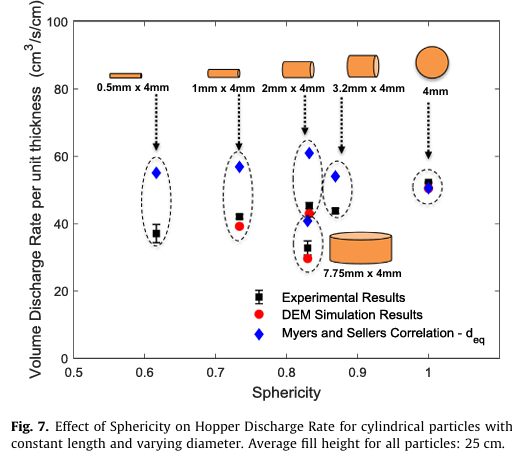 Volume Discharge Rate per unit thickness (cm³/s/cm)
100
80
60
40
20
0
0.5mm x 4mm
1mm x 4mm
2mm x 4mm
3.2mm x 4mm
4mm
7.75mm x 4mm
Experimental Results
DEM Simulation Results
Myers and Sellers Correlation - d_eq
0.5
0.6
0.7
0.8
0.9
1
Sphericity
Fig. 7. Effect of Sphericity on Hopper Discharge Rate for cylindrical particles with
constant length and varying diameter. Average fill height for all particles: 25 cm.